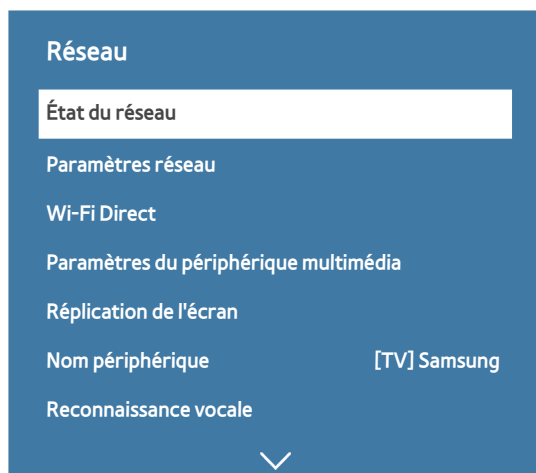 Réseau
État du réseau
Paramètres réseau
Wi-Fi Direct
Paramètres du périphérique multimédia
Réplication de l'écran
Nom périphérique [TV] Samsung
Reconnaissance vocale